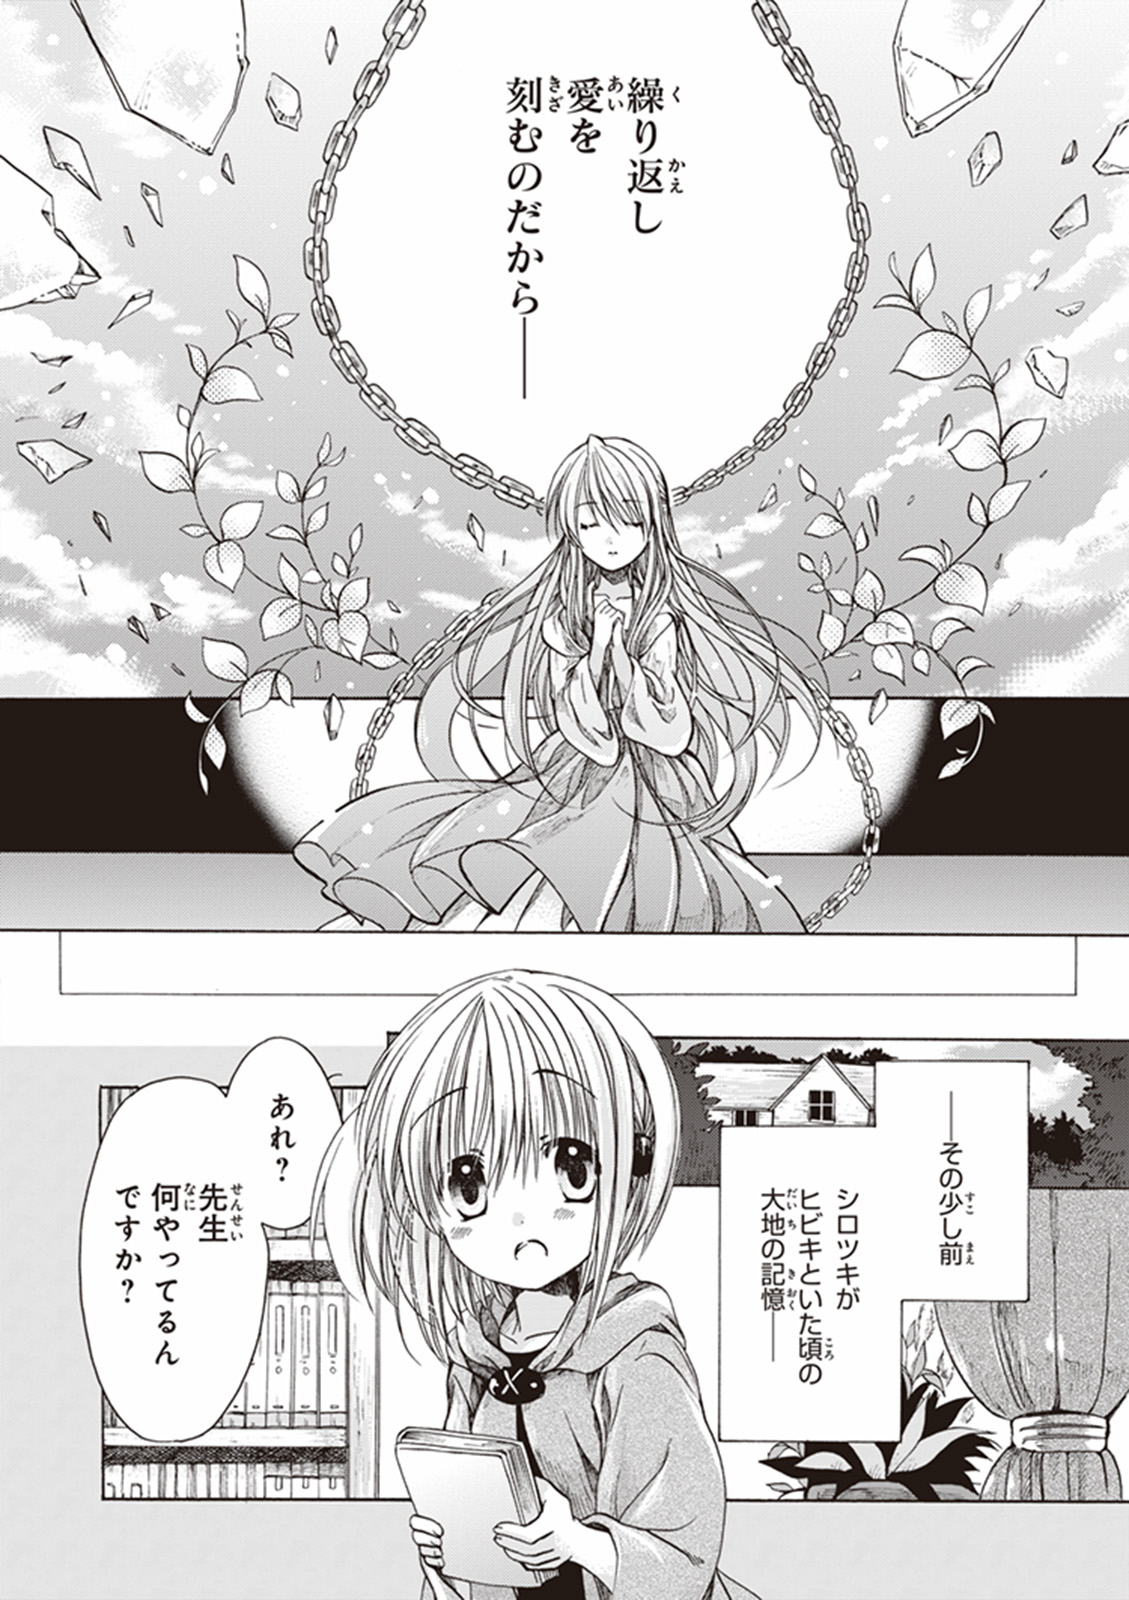 繰り返し
愛を
刻むのだから――
――その少し前
シロツキが
ヒビキといた頃の
大地の記憶――
あれ？
先生
何やってるん
ですか？